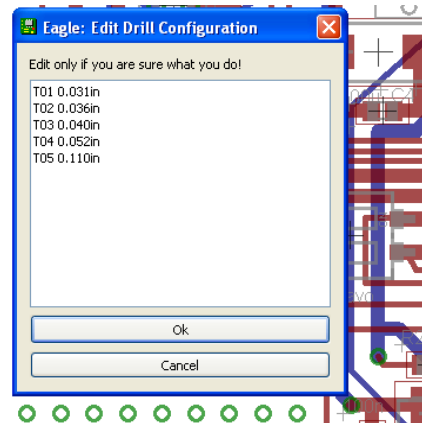 Eagle: Edit Drill Configuration
Edit only if you are sure what you do!
T01 0.031in
T02 0.036in
T03 0.040in
T04 0.052in
T05 0.110in
Ok
Cancel